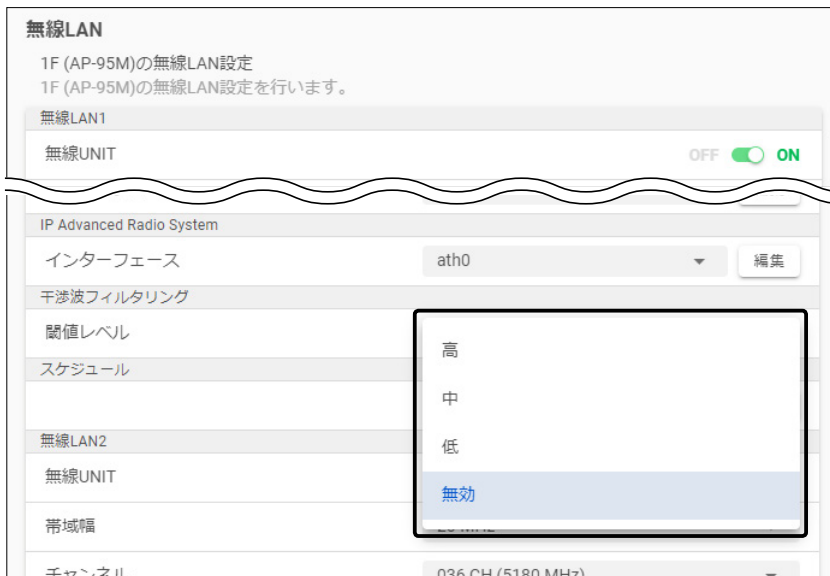 無線LAN
1F (AP-95M)の無線LAN設定
1F (AP-95M)の無線LAN設定を行います。
無線LAN1
無線UNIT OFF ON
IP Advanced Radio System
インターフェース ath0 編集
干渉波フィルタリング
閾値レベル
高
スケジュール
中
無線LAN2
低
無線UNIT
無効
帯域幅
チャンネル 036 CH (5180 MHz)